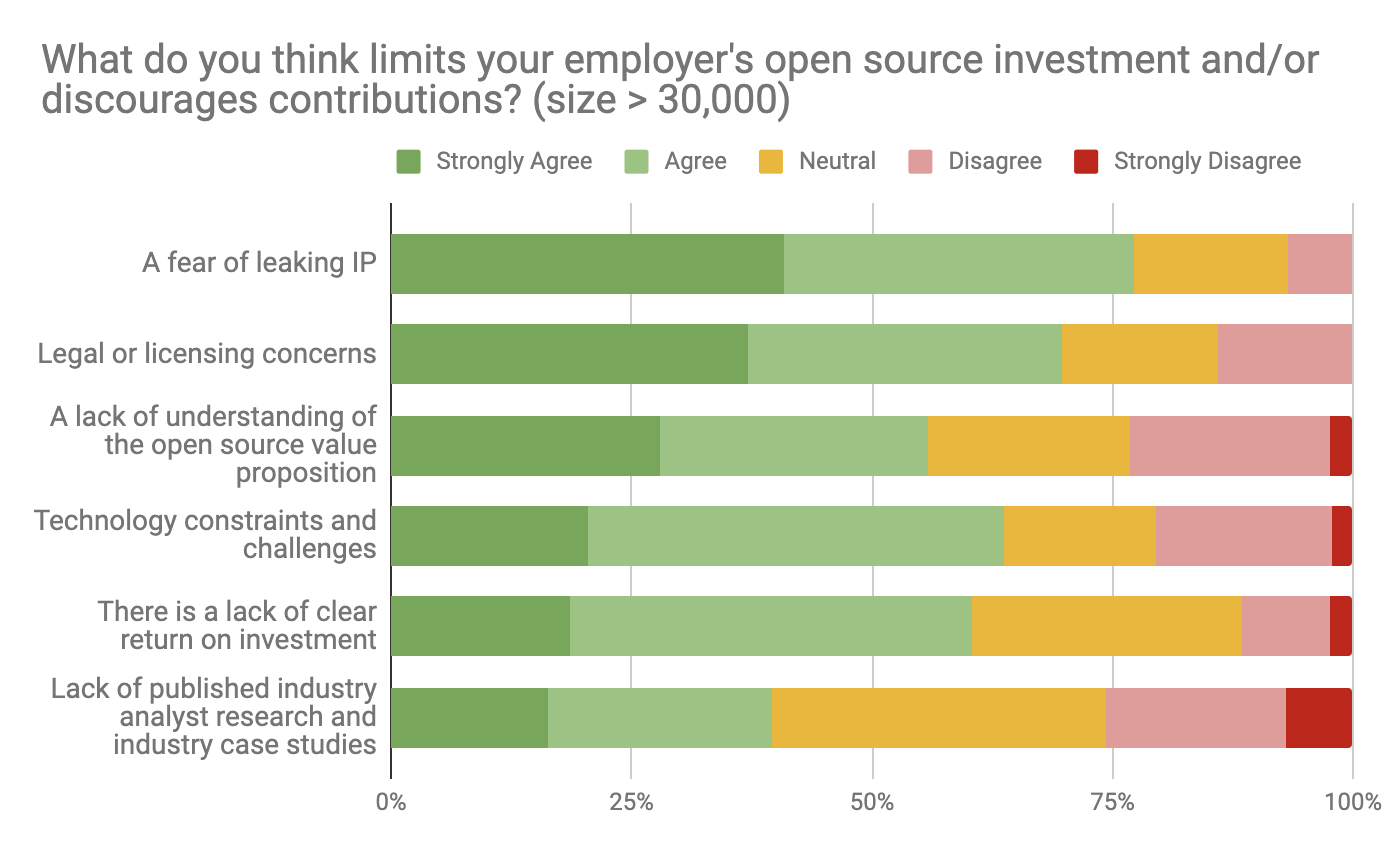 What do you think limits your employer's open source investment and/or
discourages contributions? (size > 30,000)
Strongly Agree
Agree
Neutral
Disagree
Strongly Disagree
A fear of leaking IP
Legal or licensing concerns
A lack of understanding of
the open source value
proposition
Technology constraints and
challenges
There is a lack of clear
return on investment
Lack of published industry
analyst research and
industry case studies
0%
25%
50%
75%
100%